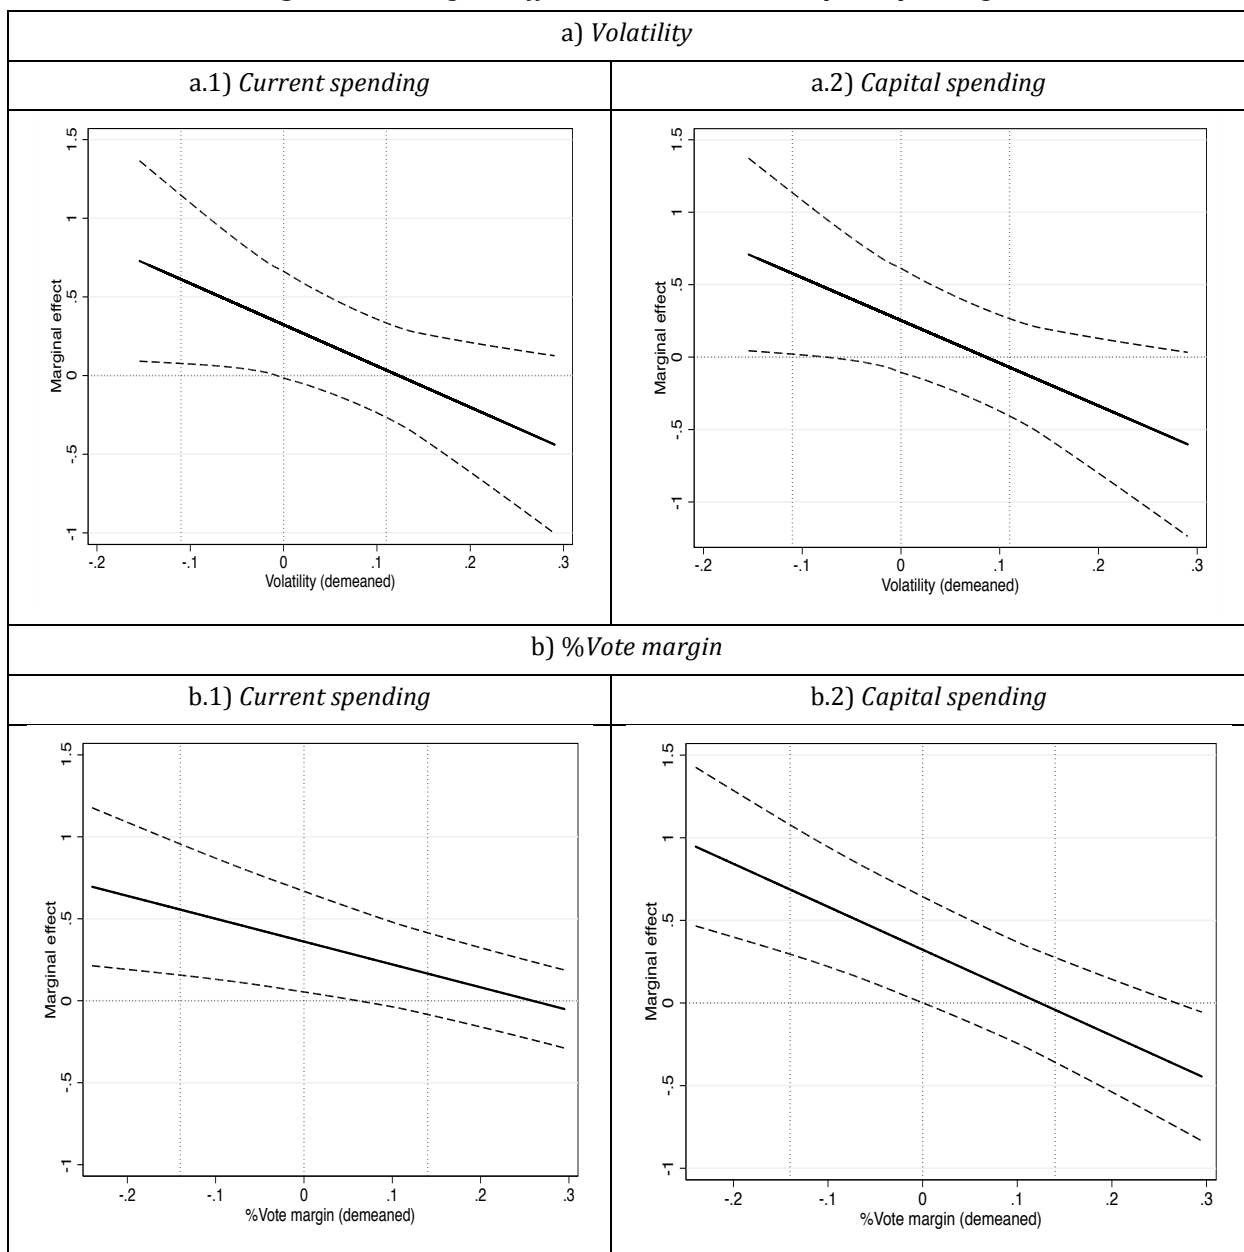 a) Volatility
a.1) Current spending
a.2) Capital spending
1.5
1
.5
0
-.5
-1
Marginal effect
-.2 -.1 0 .1 .2 .3
Volatility (demeaned)
1.5
1
.5
0
-.5
-1
Marginal effect
-.2 -.1 0 .1 .2 .3
Volatility (demeaned)
b) %Vote margin
b.1) Current spending
b.2) Capital spending
1.5
1
.5
0
-.5
-1
Marginal effect
-.2 -.1 0 .1 .2 .3
%Vote margin (demeaned)
1.5
1
.5
0
-.5
-1
Marginal effect
-.2 -.1 0 .1 .2 .3
%Vote margin (demeaned)